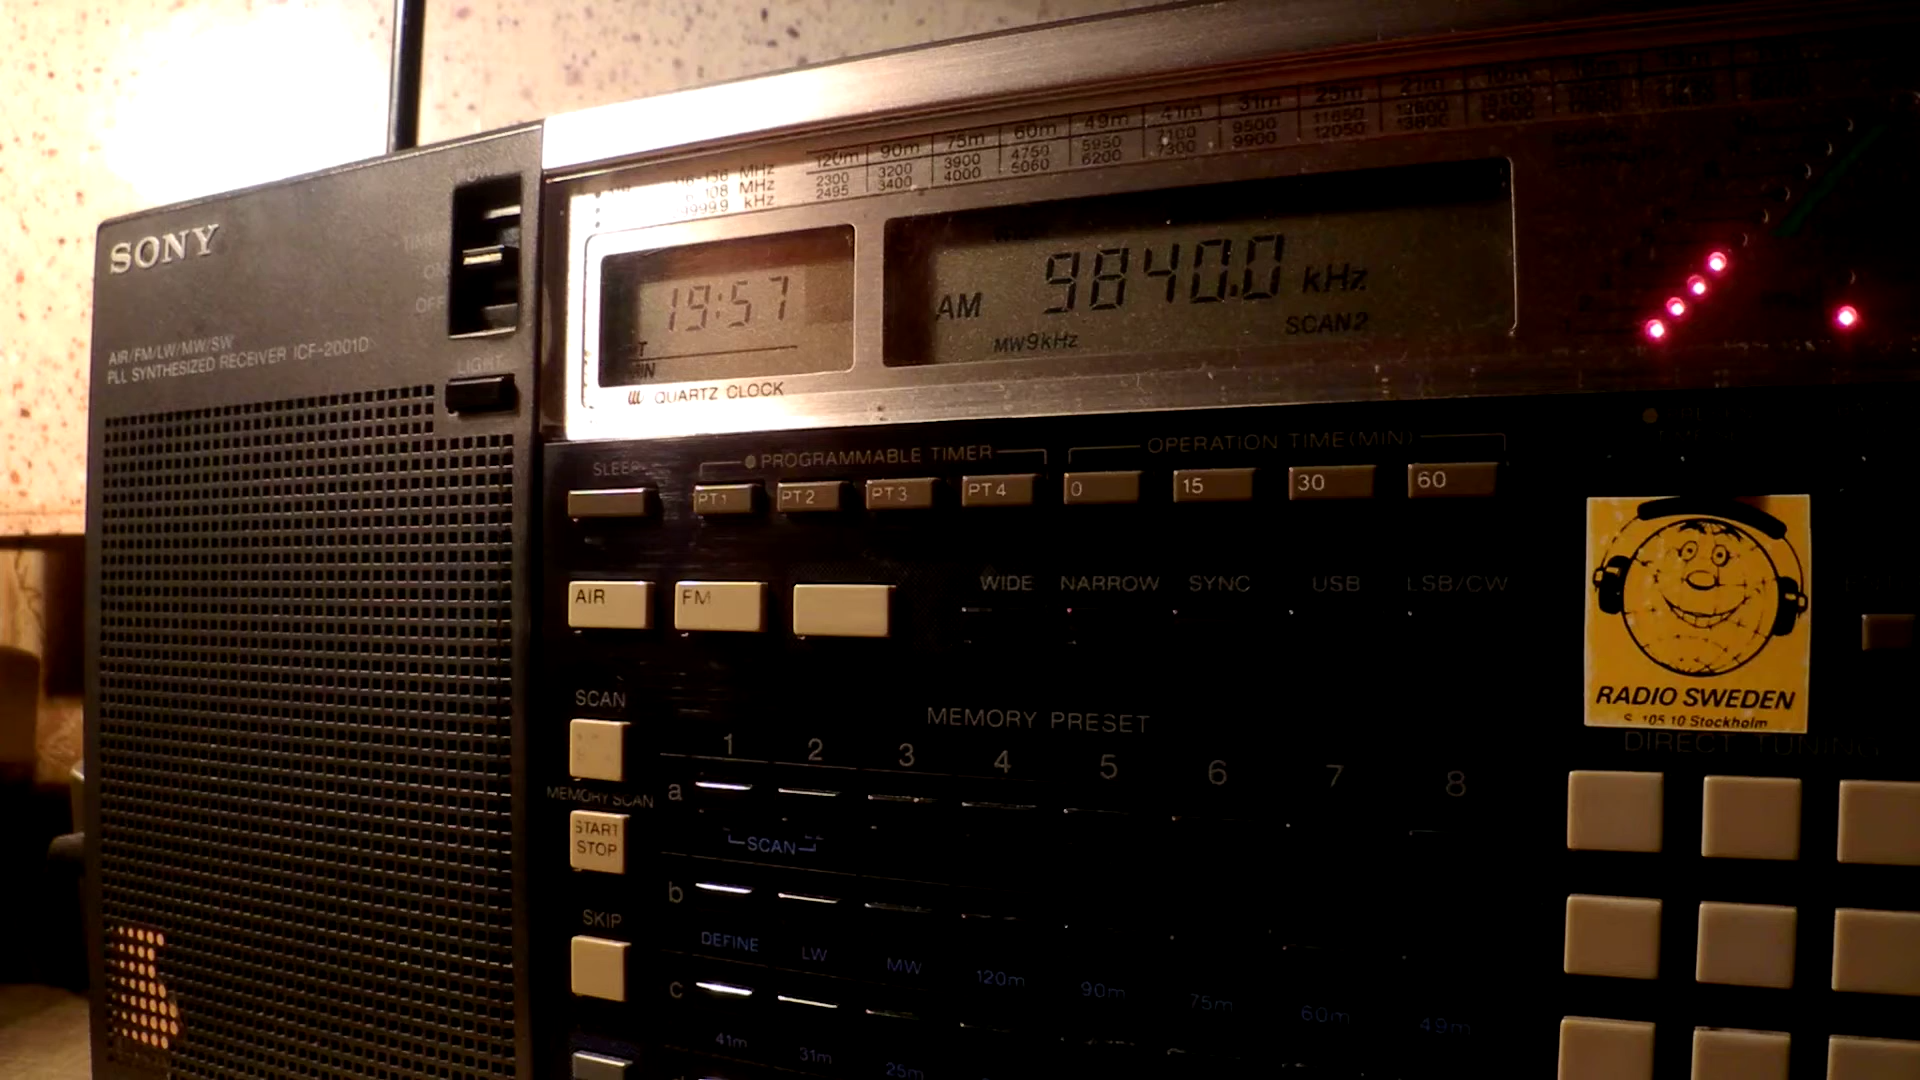 SONY
AIR/FM/LW/MW/SW
PLL SYNTHESIZED RECEIVER ICF-2001D
LIGHT
MHz
MHz
kHz
120m 90m 75m 60m 49m 41m 31m 25m
2300 3200 3900 4750 5950 7100 9500 11650
2495 3400 4000 5060 6200 7300 9900 12050
19:57
QUARTZ CLOCK
AM 9840.0 kHz
MW9kHz SCAN2
SLEEP PROGRAMMABLE TIMER OPERATION TIME(MIN)
PT1 PT2 PT3 PT4 0 15 30 60
AIR FM
WIDE NARROW SYNC USB LSB/CW
RADIO SWEDEN
S-105 10 Stockholm
DIRECT TUNING
SCAN
MEMORY PRESET
1 2 3 4 5 6 7 8
MEMORY SCAN
START
STOP
a
SCAN
b
SKIP
DEFINE LW MW 120m 90m 75m 60m 49m
c
41m 31m 25m